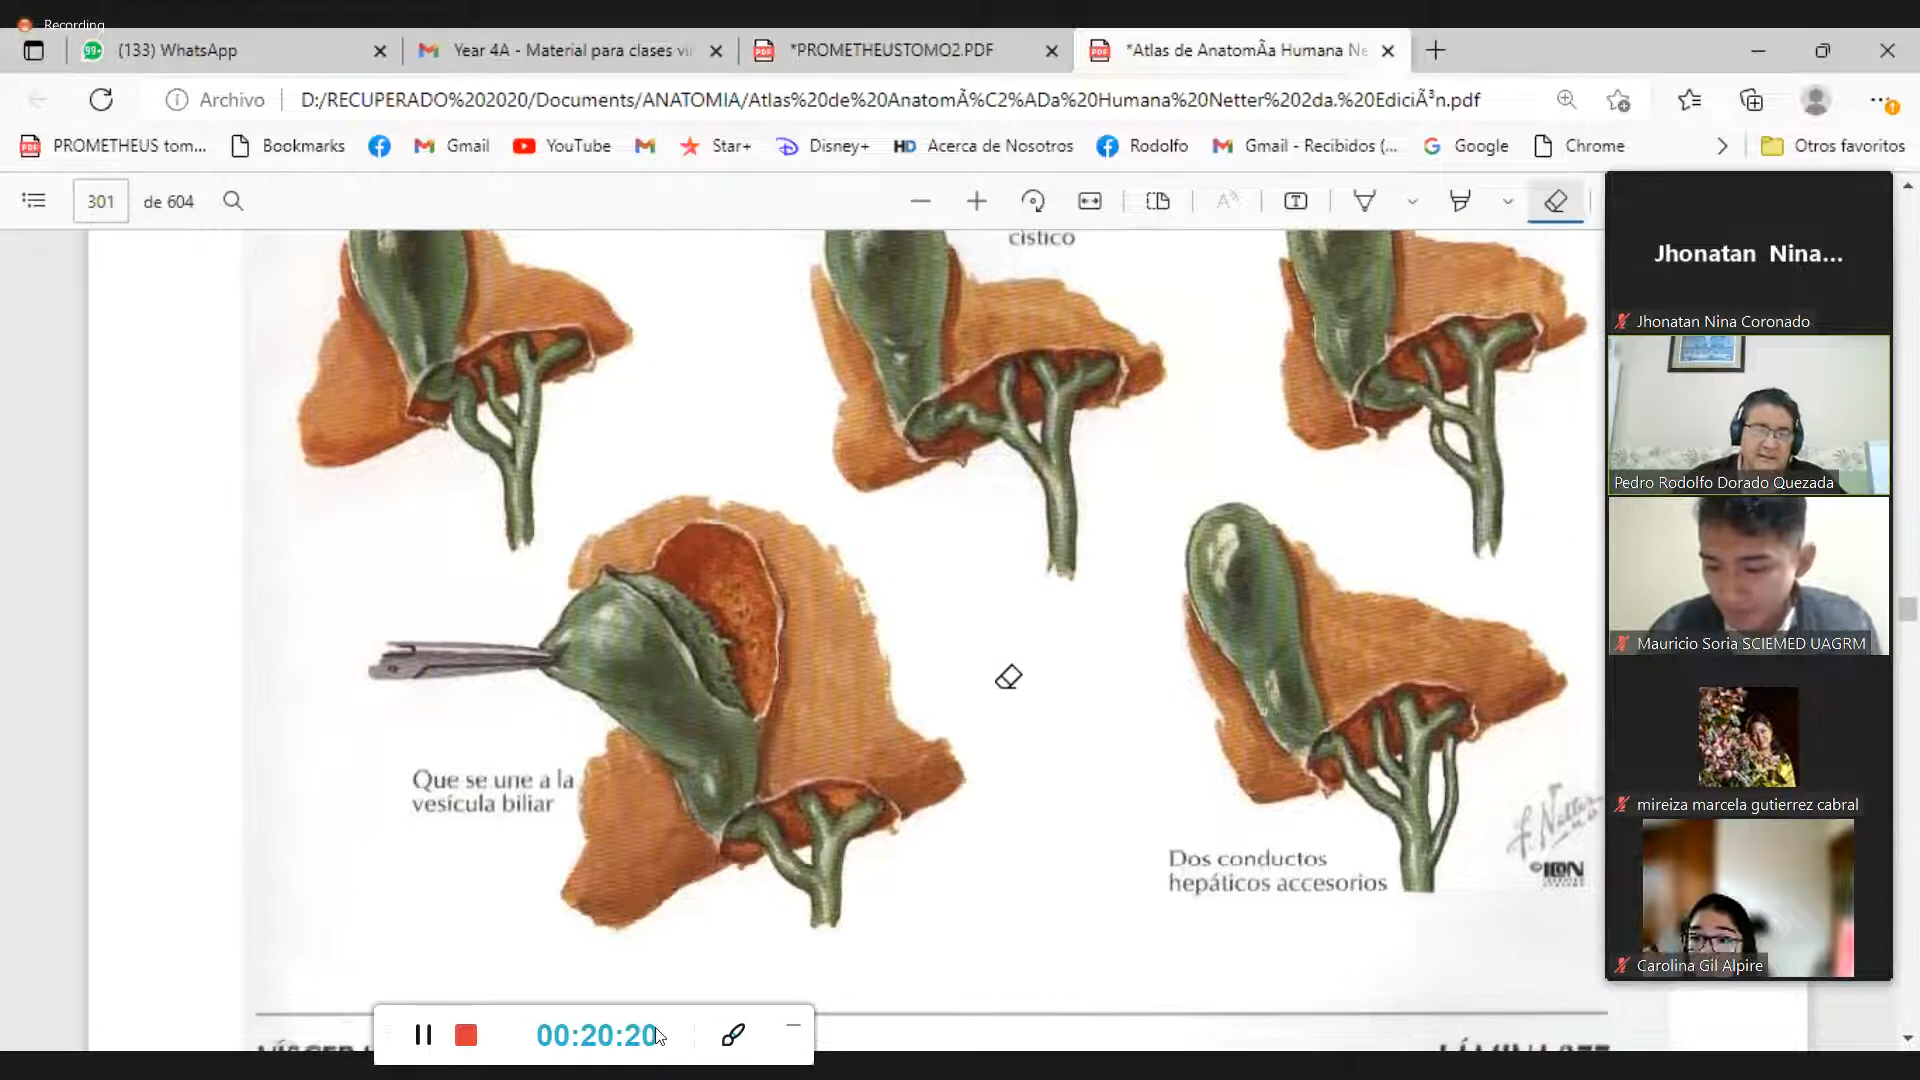 Recording
(133) WhatsApp
Year 4A - Material para clases vi
*PROMETHEUSTOMO2.PDF
*Atlas de AnatomÃa Humana Ne
Archivo
D:/RECUPERADO%202020/Documents/ANATOMIA/Atlas%20de%20AnatomÃ%C2%ADa%20Humana%20Netter%202da.%20EdiciÃ³n.pdf
PROMETHEUS tom...
Bookmarks
Gmail
YouTube
Star+
Disney+
HD Acerca de Nosotros
Rodolfo
Gmail - Recibidos (...
Google
Chrome
Otros favoritos
301 de 604
cístico
Jhonatan Nina...
Jhonatan Nina Coronado
Pedro Rodolfo Dorado Quezada
Mauricio Soria SCIEMED UAGRM
mireiza marcela gutierrez cabral
Carolina Gil Alpire
Que se une a la
vesícula biliar
Dos conductos
hepáticos accesorios
F. Netter
©ICON
00:20:20